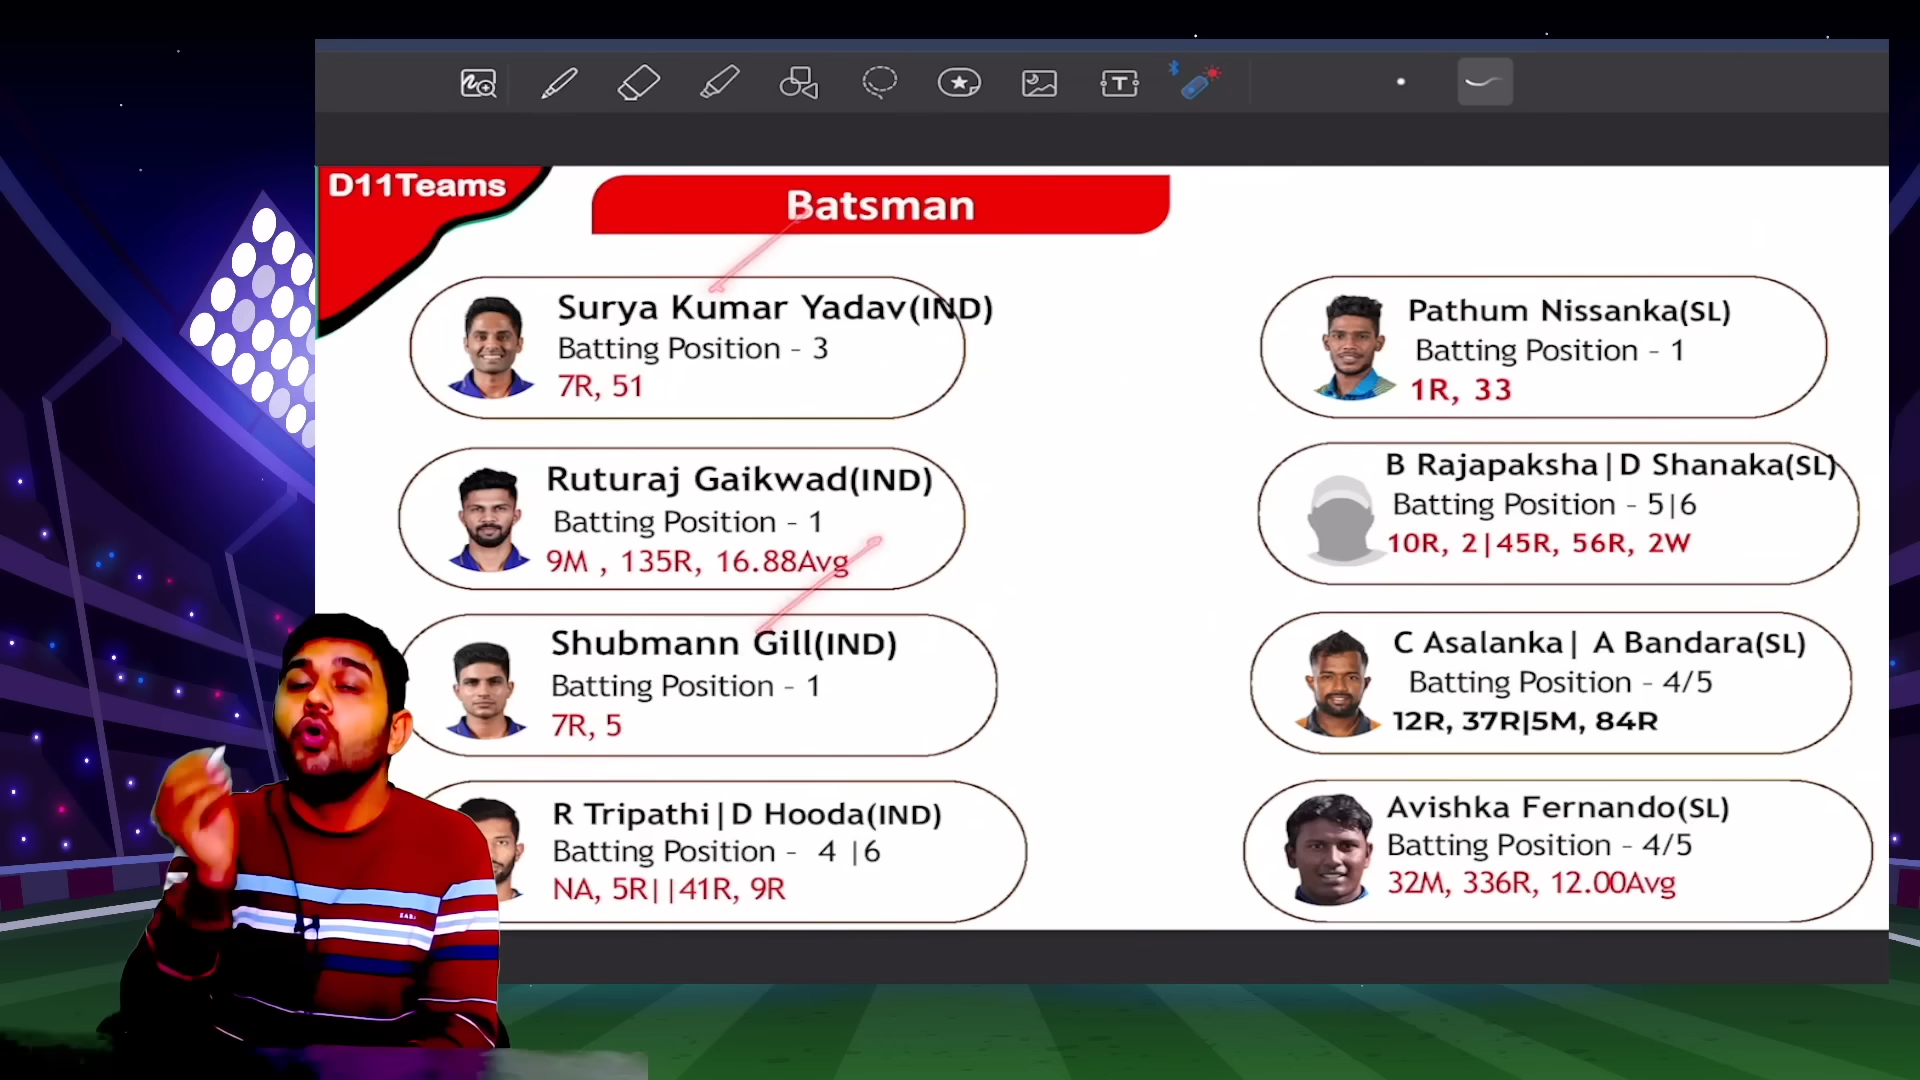 D11Teams
Batsman
Surya Kumar Yadav(IND)
Batting Position - 3
7R, 51
Ruturaj Gaikwad(IND)
Batting Position - 1
9M , 135R, 16.88Avg
Shubmann Gill(IND)
Batting Position - 1
7R, 5
R Tripathi|D Hooda(IND)
Batting Position - 4 |6
NA, 5R||41R, 9R
Pathum Nissanka(SL)
Batting Position - 1
1R, 33
B Rajapaksha|D Shanaka(SL)
Batting Position - 5|6
10R, 2|45R, 56R, 2W
C Asalanka| A Bandara(SL)
Batting Position - 4/5
12R, 37R|5M, 84R
Avishka Fernando(SL)
Batting Position - 4/5
32M, 336R, 12.00Avg